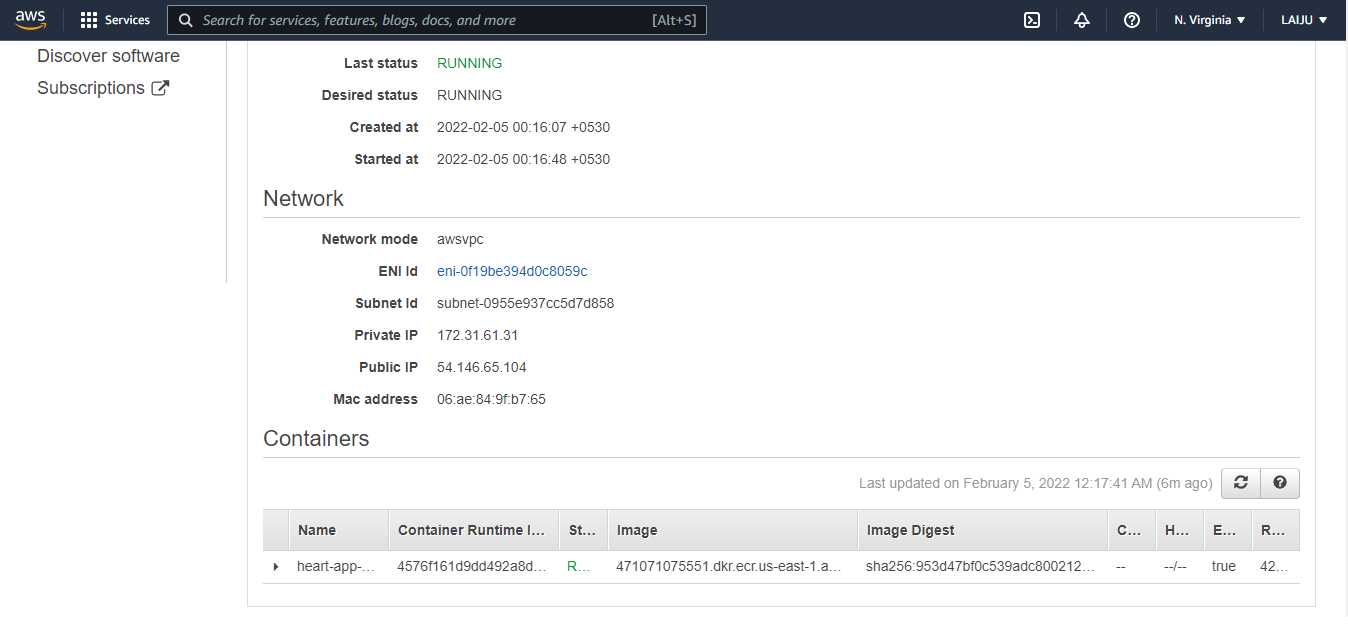 aws Services Search for services, features, blogs, docs, and more [Alt+S] N. Virginia LAIJU
Discover software
Subscriptions
Last status RUNNING
Desired status RUNNING
Created at 2022-02-05 00:16:07 +0530
Started at 2022-02-05 00:16:48 +0530
Network
Network mode awsvpc
ENI Id eni-0f19be394d0c8059c
Subnet Id subnet-0955e937cc5d7d858
Private IP 172.31.61.31
Public IP 54.146.65.104
Mac address 06:ae:84:9f:b7:65
Containers
Last updated on February 5, 2022 12:17:41 AM (6m ago)
Name Container Runtime I... St... Image Image Digest C... H... E... R...
heart-app-... 4576f161d9dd492a8d... R... 471071075551.dkr.ecr.us-east-1.a... sha256:953d47bf0c539adc800212... -- --/-- true 42...